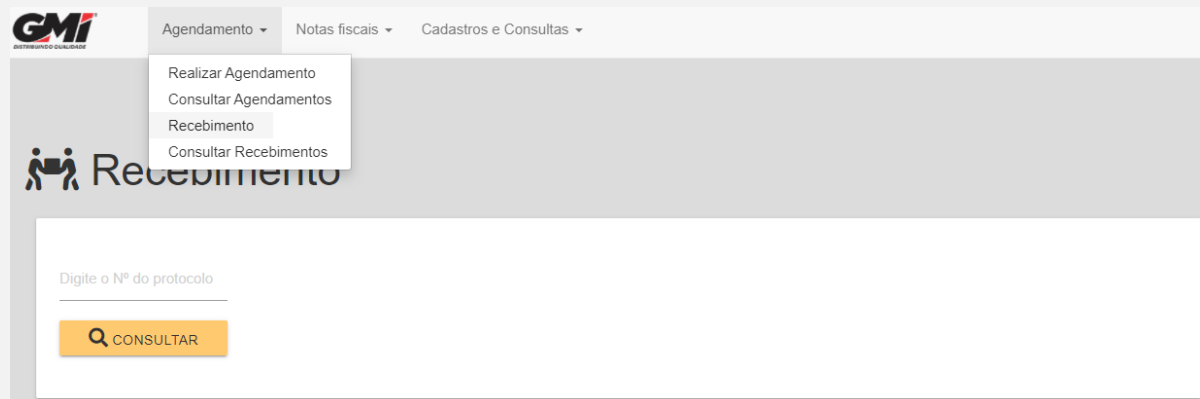 GMI
DISTRIBUINDO QUALIDADE
Agendamento
Notas fiscais
Cadastros e Consultas
Realizar Agendamento
Consultar Agendamentos
Recebimento
Consultar Recebimentos
Recebimento
Digite o Nº do protocolo
CONSULTAR